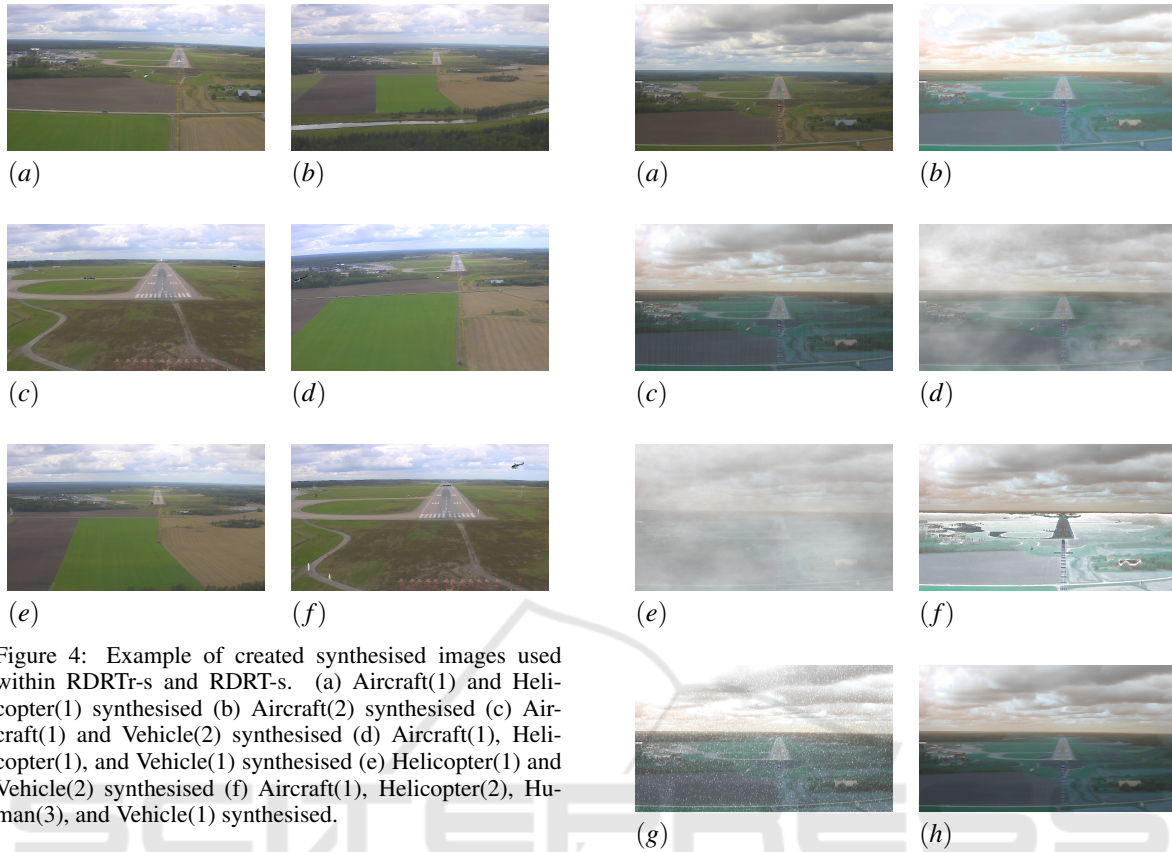 (a)
(b)
(c)
(d)
(e)
(f)
Figure 4: Example of created synthesised images used
within RDRTr-s and RDRT-s. (a) Aircraft(1) and Heli-
copter(1) synthesised (b) Aircraft(2) synthesised (c) Air-
craft(1) and Vehicle(2) synthesised (d) Aircraft(1), Heli-
copter(1), and Vehicle(1) synthesised (e) Helicopter(1) and
Vehicle(2) synthesised (f) Aircraft(1), Helicopter(2), Hu-
man(3), and Vehicle(1) synthesised.
(a)
(b)
(c)
(d)
(e)
(f)
(g)
(h)
SCITEPRESS